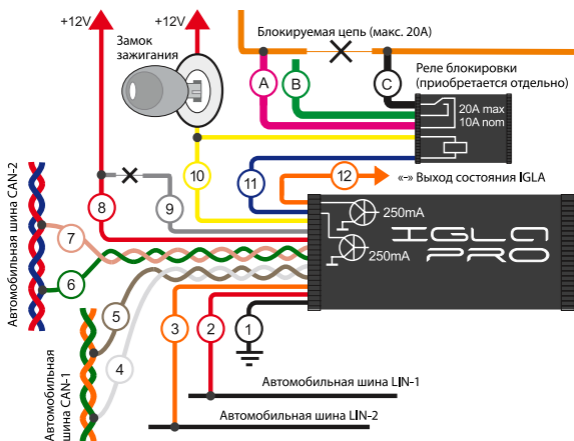 +12V
+12V
Замок
зажигания
Блокируемая цепь (макс. 20А)
A
B
C
Реле блокировки
(приобретается отдельно)
20A max
10A nom
10
11
12
«-» Выход состояния IGLA
8
9
250mA
250mA
IGLA
PRO
Автомобильная шина CAN-2
7
6
5
4
3
2
1
Автомобильная
шина CAN-1
Автомобильная шина LIN-1
Автомобильная шина LIN-2